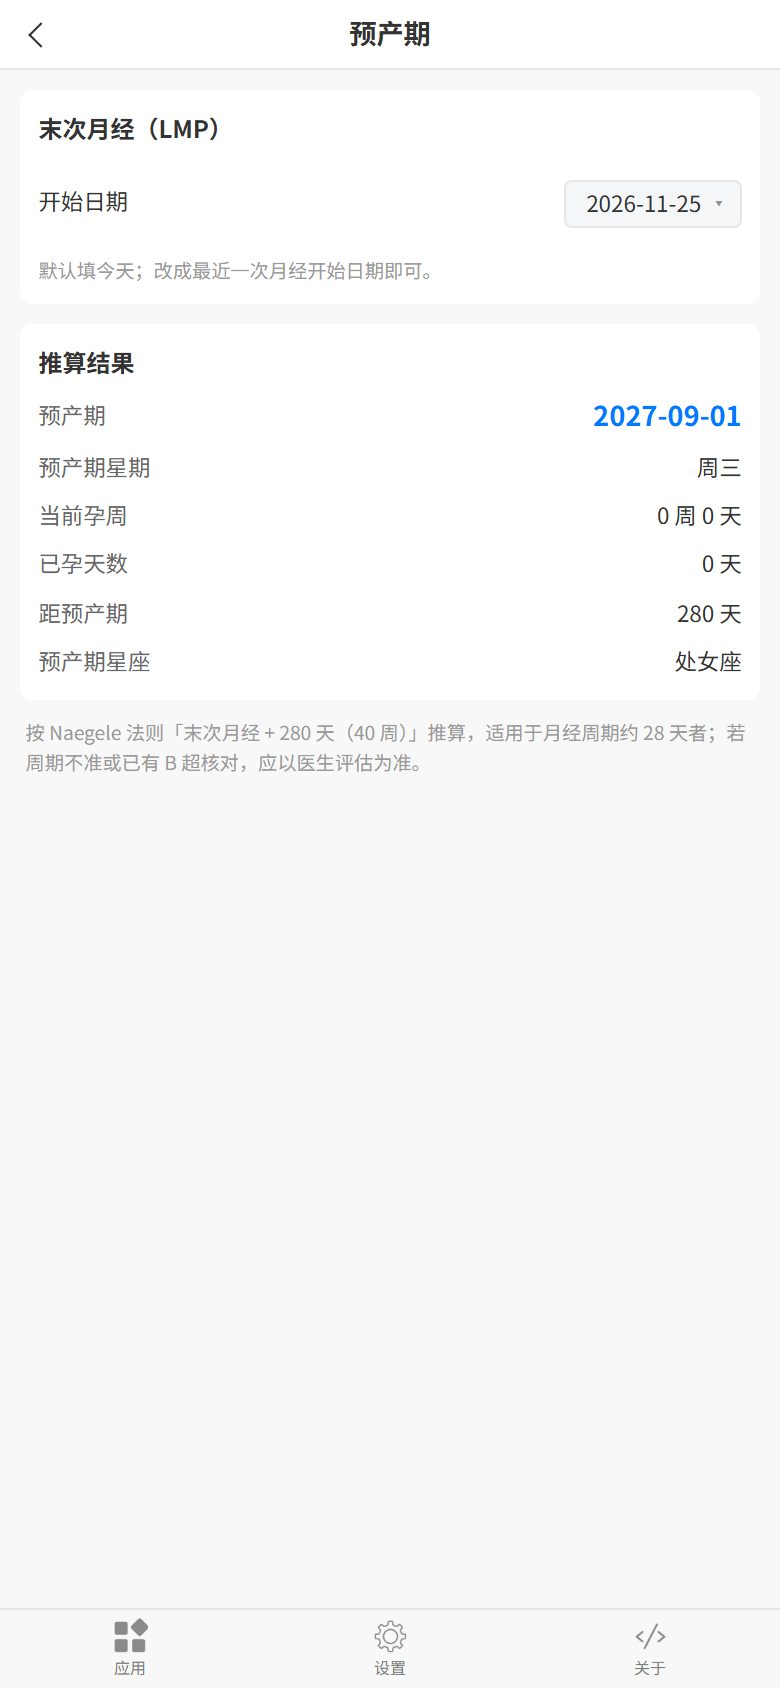 预产期
末次月经（LMP）
开始日期
2026-11-25
默认填今天；改成最近一次月经开始日期即可。
推算结果
预产期 2027-09-01
预产期星期 周三
当前孕周 0 周 0 天
已孕天数 0 天
距预产期 280 天
预产期星座 处女座
按 Naegele 法则「末次月经 + 280 天（40 周）」推算，适用于月经周期约 28 天者；若
周期不准或已有 B 超核对，应以医生评估为准。
应用 设置 关于